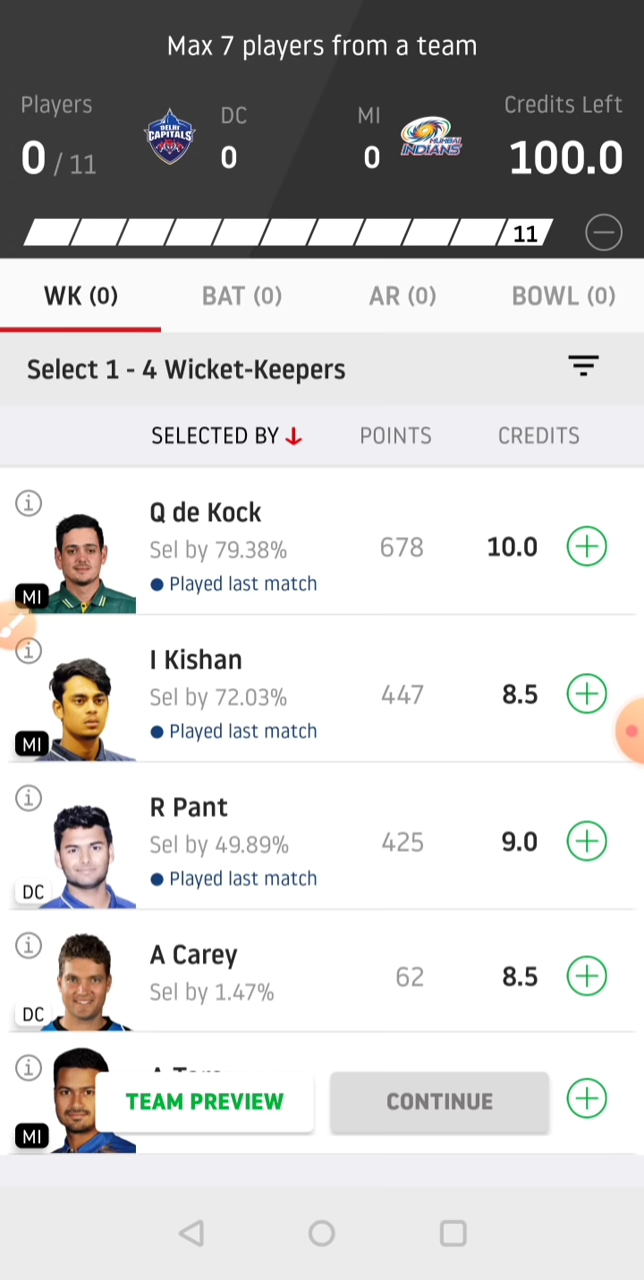 Max 7 players from a team
Players DC MI Credits Left
0 / 11 DELHI CAPITALS 0 0 MUMBAI INDIANS 100.0
11
WK (0) BAT (0) AR (0) BOWL (0)
Select 1 - 4 Wicket-Keepers
SELECTED BY POINTS CREDITS
Q de Kock
Sel by 79.38% 678 10.0
Played last match
MI
I Kishan
Sel by 72.03% 447 8.5
Played last match
MI
R Pant
Sel by 49.89% 425 9.0
Played last match
DC
A Carey
Sel by 1.47% 62 8.5
DC
TEAM PREVIEW CONTINUE
MI